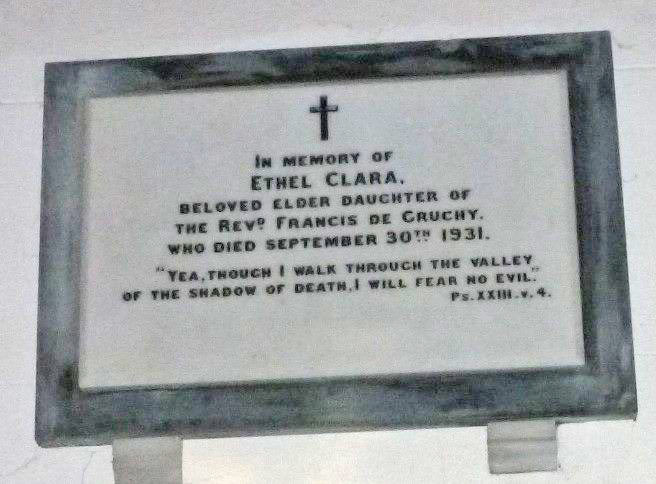 IN MEMORY OF
ETHEL CLARA.
BELOVED ELDER DAUGHTER OF
THE REVD. FRANCIS DE GRUCHY.
WHO DIED SEPTEMBER 30TH 1931.
"YEA, THOUGH I WALK THROUGH THE VALLEY
OF THE SHADOW OF DEATH, I WILL FEAR NO EVIL."
PS. XXIII. v. 4.